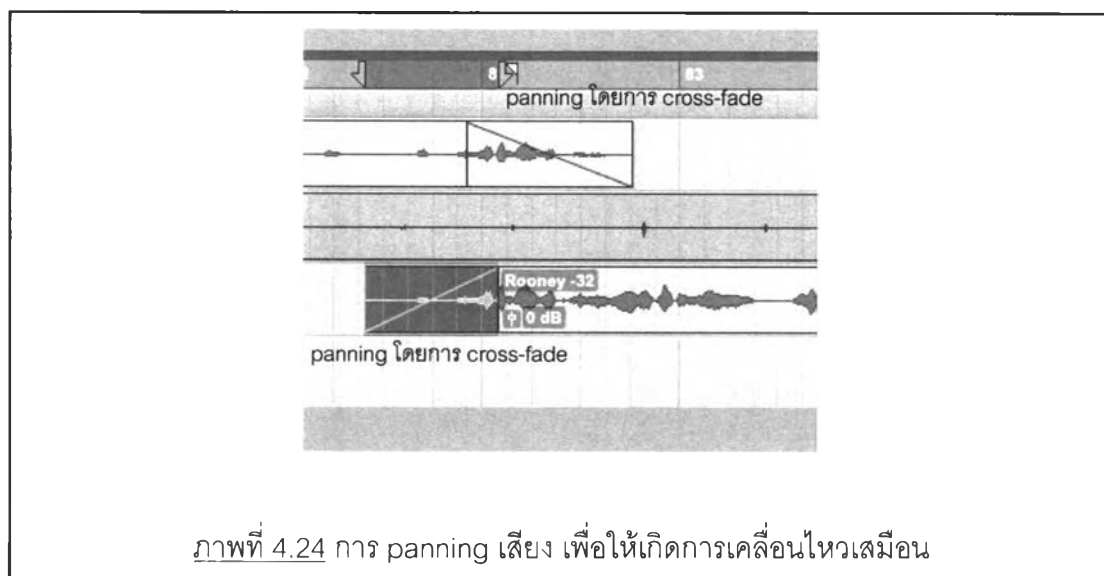 83
panning โดยการ cross-fade
Rooney -32
0 dB
panning โดยการ cross-fade
ภาพที่ 4.24 การ panning เสียง เพื่อให้เกิดการเคลื่อนไหวเสมือน